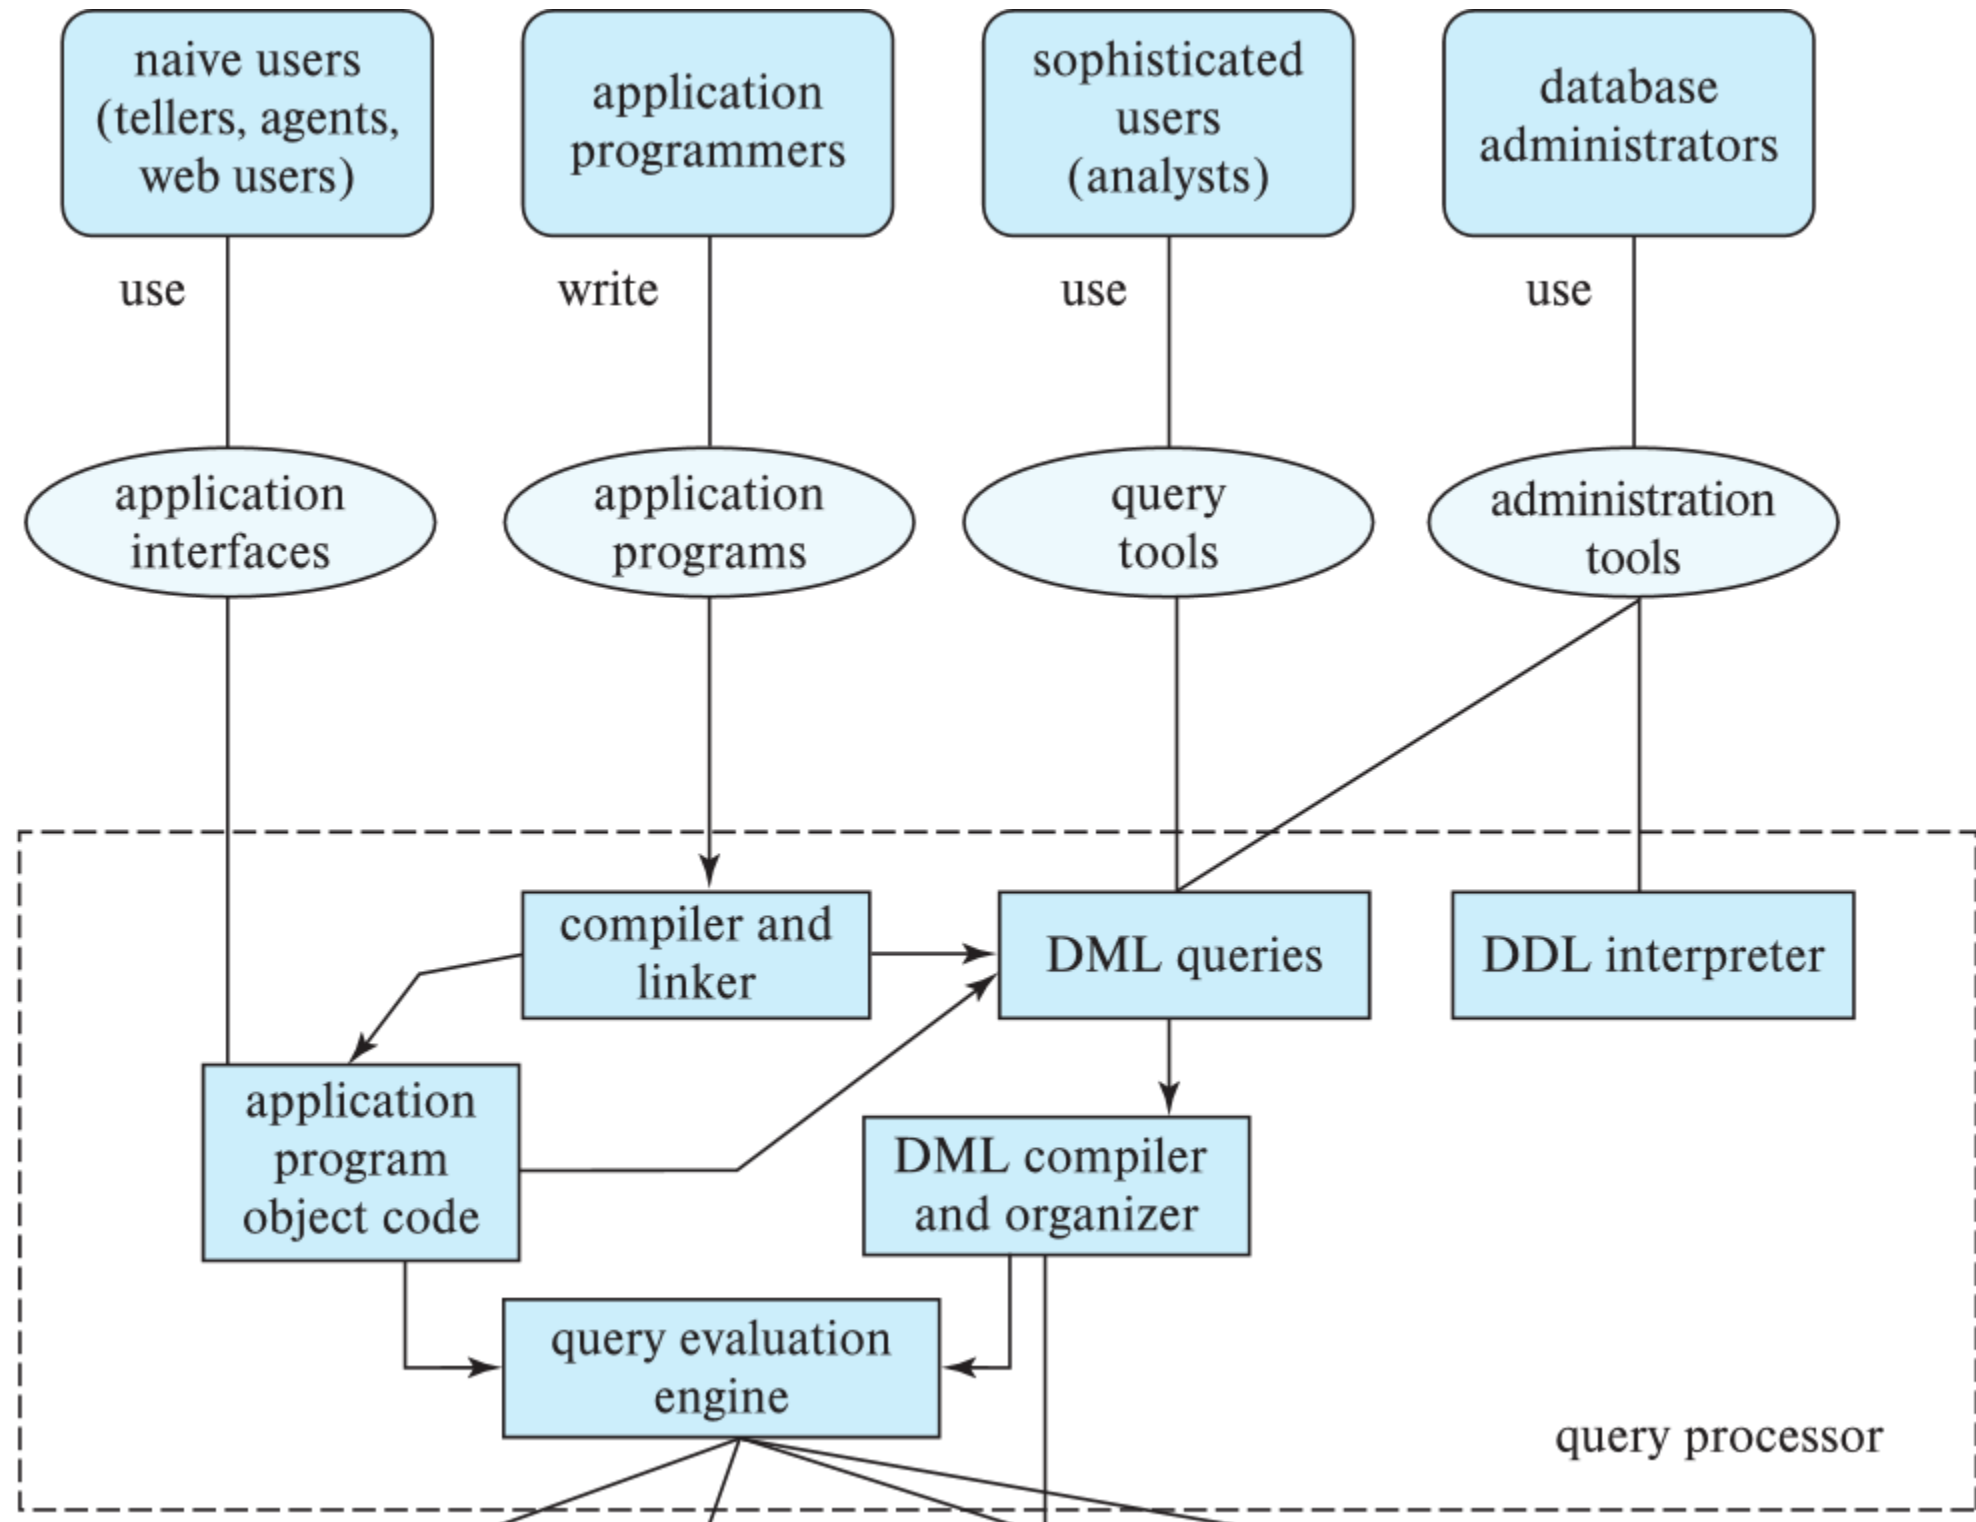 naive users
(tellers, agents,
web users)
application
programmers
sophisticated
users
(analysts)
database
administrators
use
write
use
use
application
interfaces
application
programs
query
tools
administration
tools
compiler and
linker
DML queries
DDL interpreter
application
program
object code
DML compiler
and organizer
query evaluation
engine
query processor